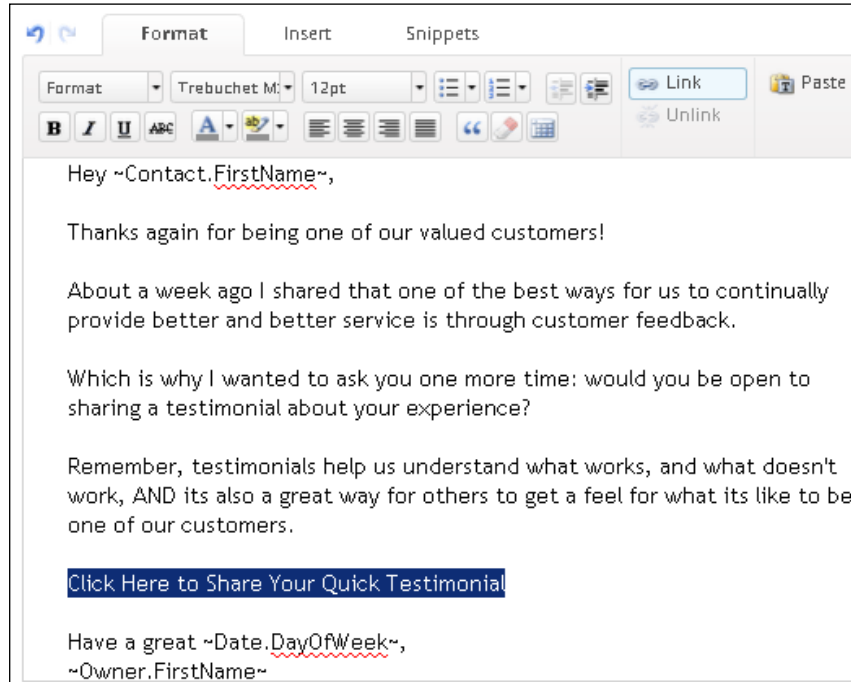 Format Insert Snippets
Format Trebuchet M: 12pt Link Paste
B I U ABC A ab Unlink
Hey ~Contact.FirstName~,
Thanks again for being one of our valued customers!
About a week ago I shared that one of the best ways for us to continually
provide better and better service is through customer feedback.
Which is why I wanted to ask you one more time: would you be open to
sharing a testimonial about your experience?
Remember, testimonials help us understand what works, and what doesn't
work, AND its also a great way for others to get a feel for what its like to be
one of our customers.
Click Here to Share Your Quick Testimonial
Have a great ~Date.DayOfWeek~,
~Owner.FirstName~